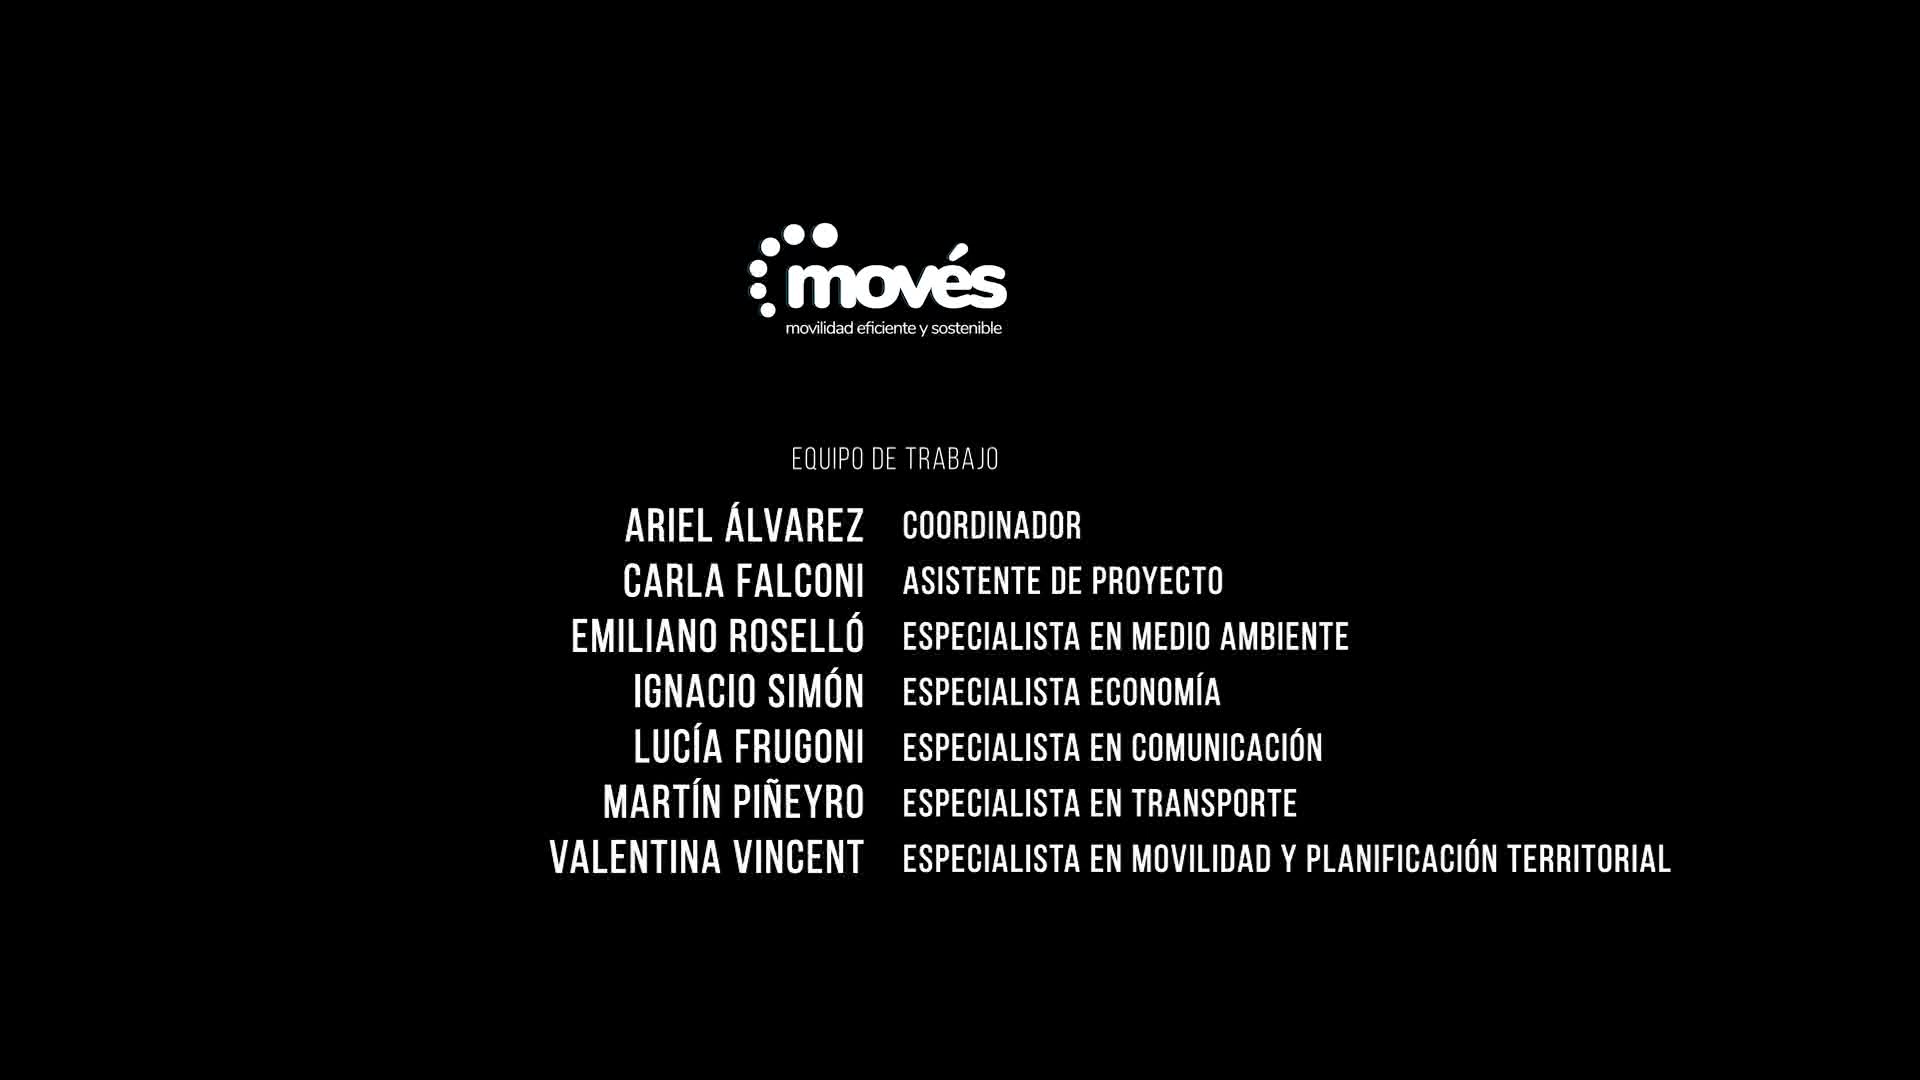 movés
movilidad eficiente y sostenible
EQUIPO DE TRABAJO
ARIEL ÁLVAREZ COORDINADOR
CARLA FALCONI ASISTENTE DE PROYECTO
EMILIANO ROSELLÓ ESPECIALISTA EN MEDIO AMBIENTE
IGNACIO SIMÓN ESPECIALISTA ECONOMÍA
LUCÍA FRUGONI ESPECIALISTA EN COMUNICACIÓN
MARTÍN PIÑEYRO ESPECIALISTA EN TRANSPORTE
VALENTINA VINCENT ESPECIALISTA EN MOVILIDAD Y PLANIFICACIÓN TERRITORIAL